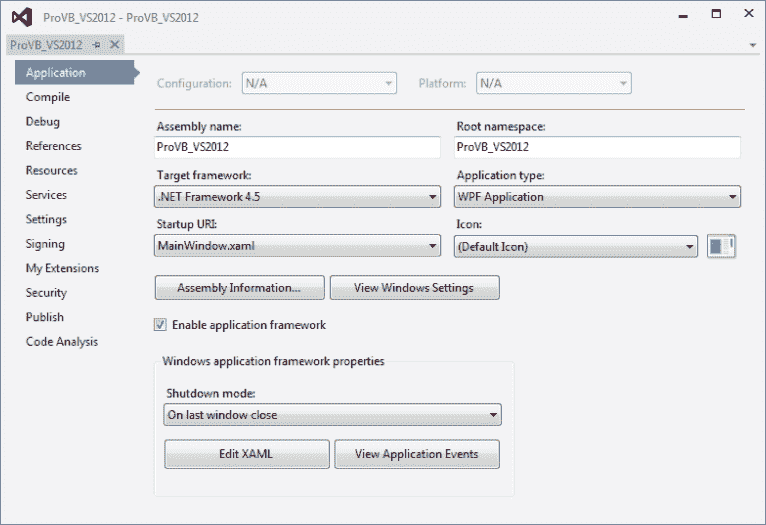 ProVB_VS2012 - ProVB_VS2012
ProVB_VS2012
Application
Compile
Debug
References
Resources
Services
Settings
Signing
My Extensions
Security
Publish
Code Analysis
Configuration: N/A Platform: N/A
Assembly name: Root namespace:
ProVB_VS2012 ProVB_VS2012
Target framework: Application type:
.NET Framework 4.5 WPF Application
Startup URI: Icon:
MainWindow.xaml (Default Icon)
Assembly Information... View Windows Settings
Enable application framework
Windows application framework properties
Shutdown mode:
On last window close
Edit XAML View Application Events